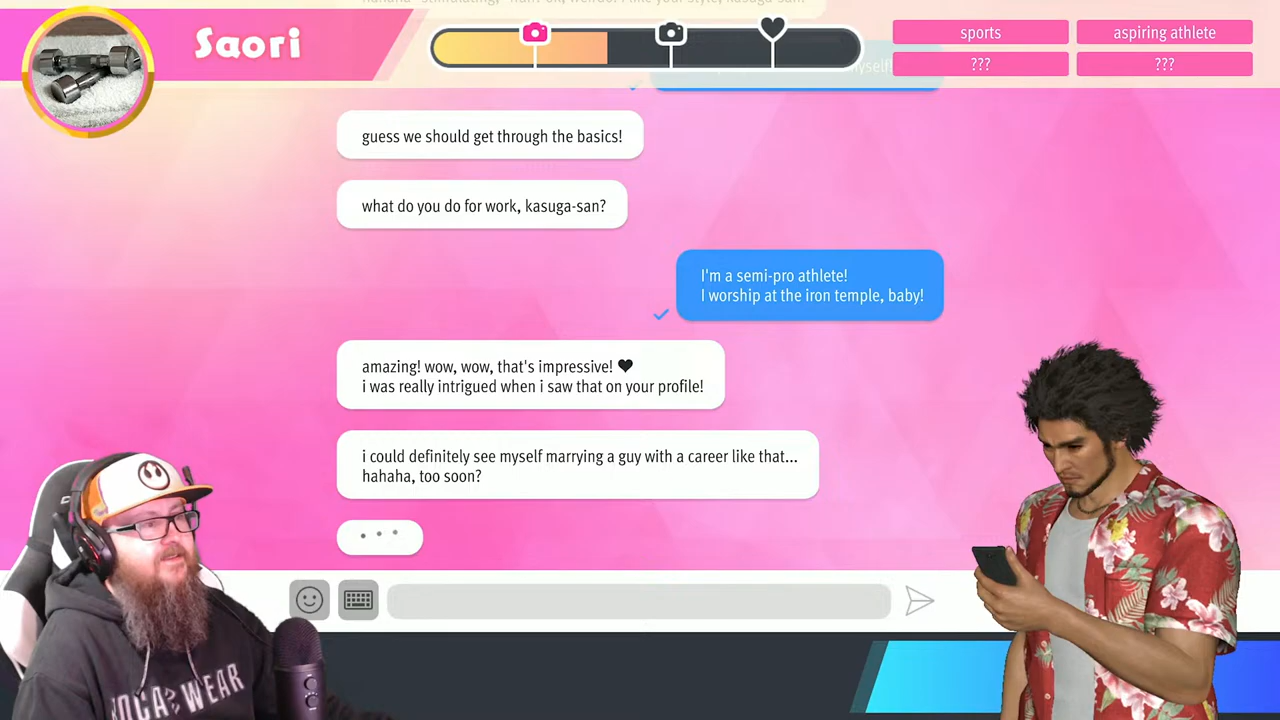 Saori
sports
aspiring athlete
???
???
guess we should get through the basics!
what do you do for work, kasuga-san?
I'm a semi-pro athlete!
I worship at the iron temple, baby!
amazing! wow, wow, that's impressive! ♥
i was really intrigued when i saw that on your profile!
i could definitely see myself marrying a guy with a career like that...
hahaha, too soon?